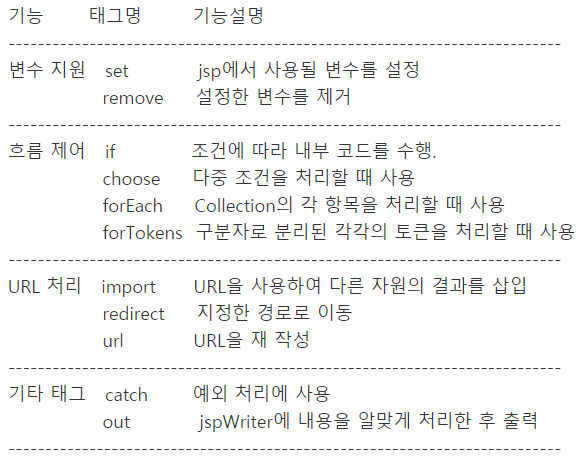 기능 태그명 기능설명
---------------------------------------------------------------------------
변수 지원 set jsp에서 사용될 변수를 설정
remove 설정한 변수를 제거
---------------------------------------------------------------------------
흐름 제어 if 조건에 따라 내부 코드를 수행.
choose 다중 조건을 처리할 때 사용
forEach Collection의 각 항목을 처리할 때 사용
forTokens 구분자로 분리된 각각의 토큰을 처리할 때 사용
---------------------------------------------------------------------------
URL 처리 import URL을 사용하여 다른 자원의 결과를 삽입
redirect 지정한 경로로 이동
url URL을 재 작성
---------------------------------------------------------------------------
기타 태그 catch 예외 처리에 사용
out jspWriter에 내용을 알맞게 처리한 후 출력
---------------------------------------------------------------------------